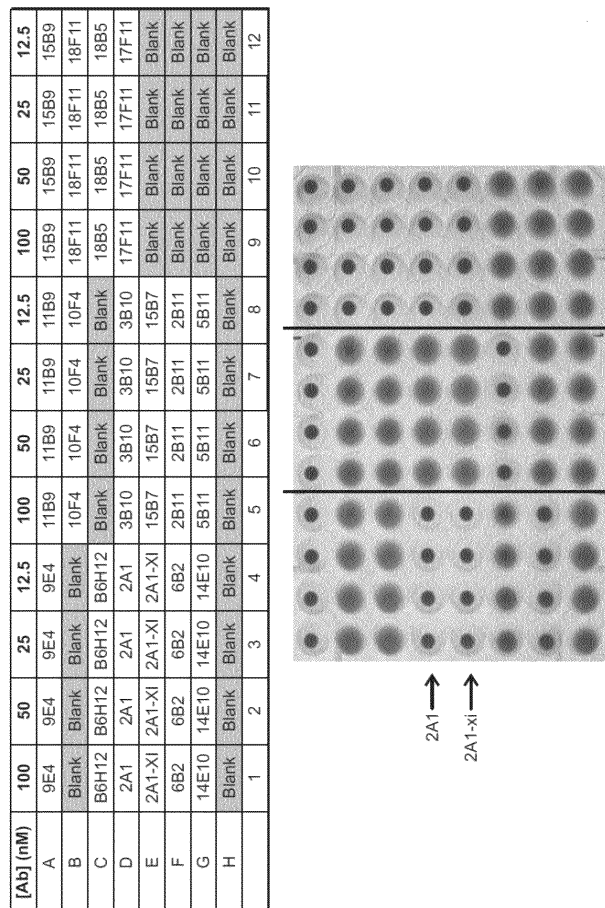 [Ab] (nM) 100 50 25 12.5 100 50 25 12.5 100 50 25 12.5
A 9E4 9E4 9E4 9E4 11B9 11B9 11B9 11B9 15B9 15B9 15B9 15B9
B Blank Blank Blank Blank 10F4 10F4 10F4 10F4 18F11 18F11 18F11 18F11
C B6H12 B6H12 B6H12 B6H12 Blank Blank Blank Blank 18B5 18B5 18B5 18B5
D 2A1 2A1 2A1 2A1 3B10 3B10 3B10 3B10 17F11 17F11 17F11 17F11
E 2A1-XI 2A1-XI 2A1-XI 2A1-XI 15B7 15B7 15B7 15B7 Blank Blank Blank Blank
F 6B2 6B2 6B2 6B2 2B11 2B11 2B11 2B11 Blank Blank Blank Blank
G 14E10 14E10 14E10 14E10 5B11 5B11 5B11 5B11 Blank Blank Blank Blank
H Blank Blank Blank Blank Blank Blank Blank Blank Blank Blank Blank Blank
1 2 3 4 5 6 7 8 9 10 11 12
2A1
2A1-xi